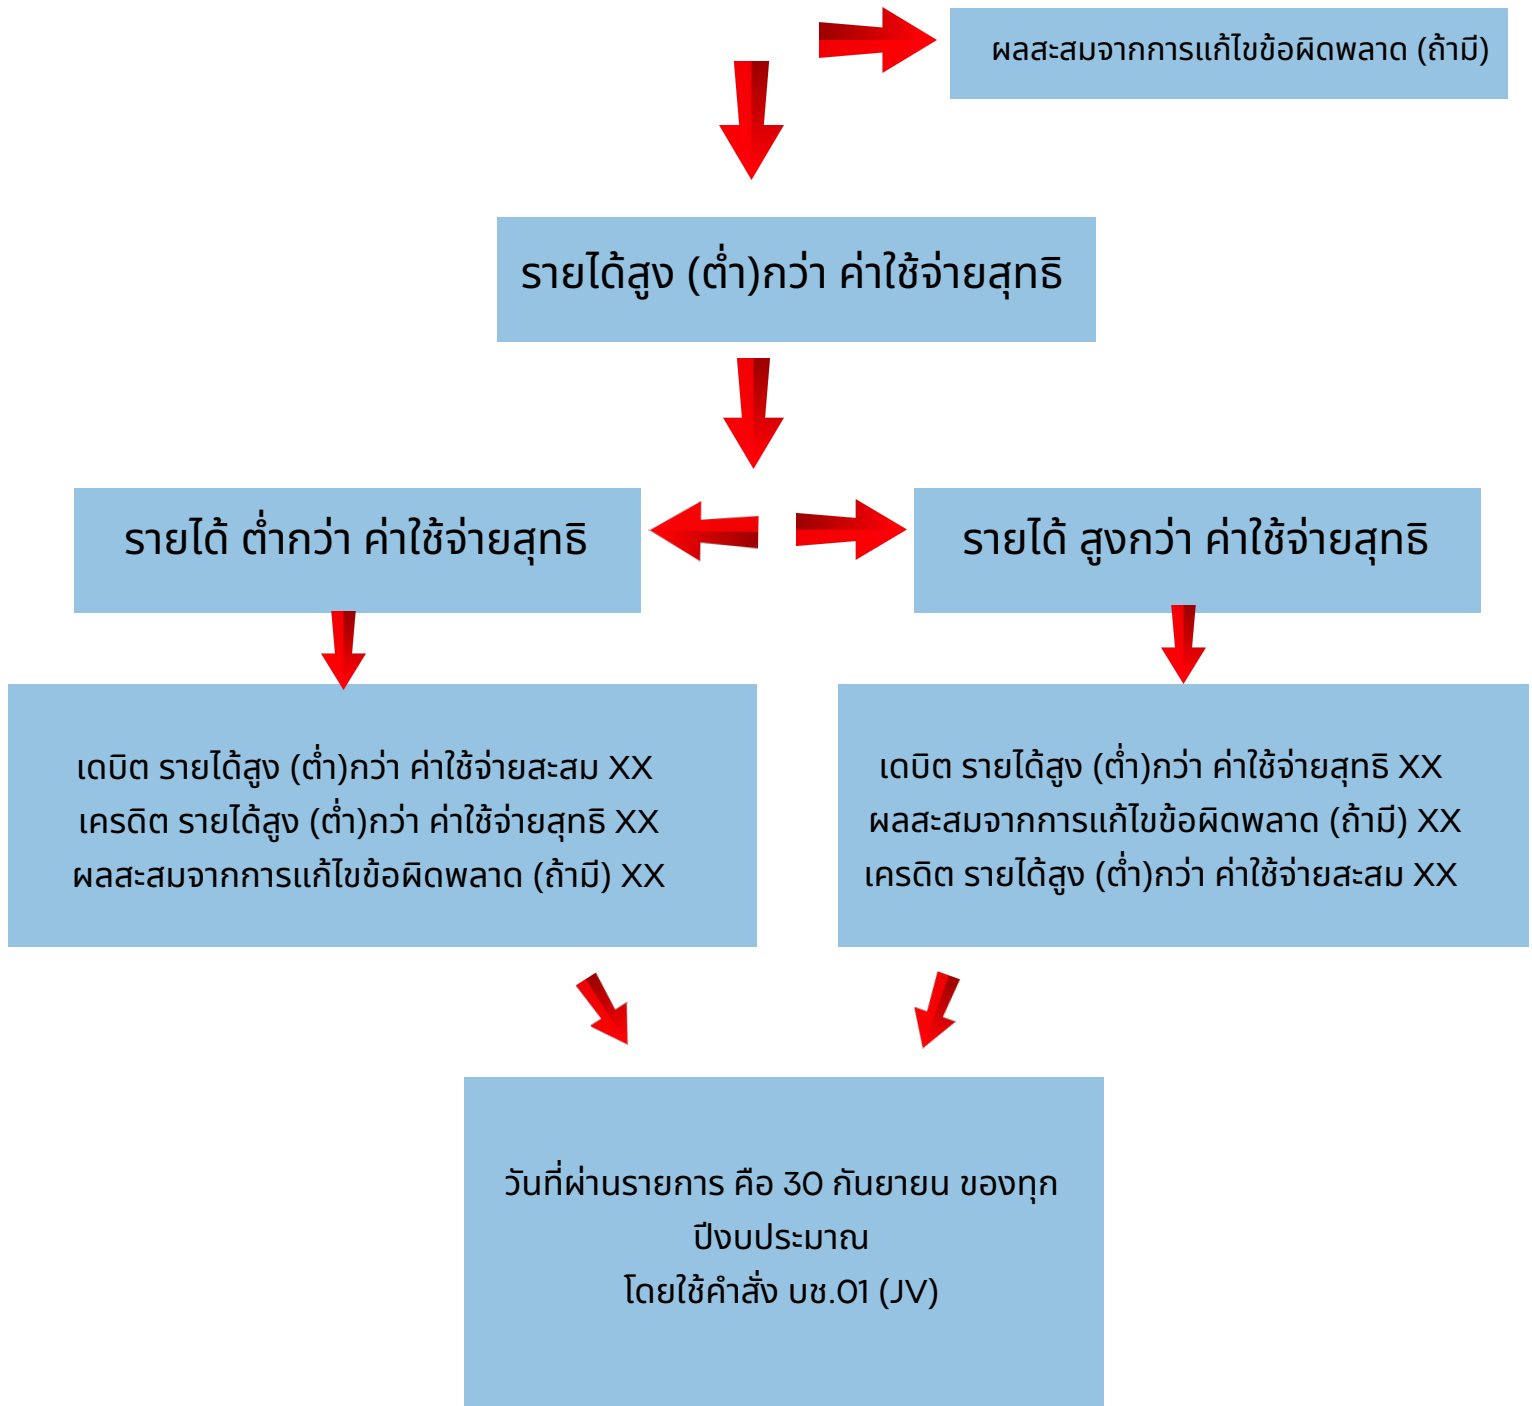 ผลสะสมจากการแก้ไขข้อผิดพลาด (ถ้ามี)
รายได้สูง (ต่ำ)กว่า ค่าใช้จ่ายสุทธิ
รายได้ ต่ำกว่า ค่าใช้จ่ายสุทธิ
รายได้ สูงกว่า ค่าใช้จ่ายสุทธิ
เดบิต รายได้สูง (ต่ำ)กว่า ค่าใช้จ่ายสะสม XX
เครดิต รายได้สูง (ต่ำ)กว่า ค่าใช้จ่ายสุทธิ XX
ผลสะสมจากการแก้ไขข้อผิดพลาด (ถ้ามี) XX
เดบิต รายได้สูง (ต่ำ)กว่า ค่าใช้จ่ายสุทธิ XX
ผลสะสมจากการแก้ไขข้อผิดพลาด (ถ้ามี) XX
เครดิต รายได้สูง (ต่ำ)กว่า ค่าใช้จ่ายสะสม XX
วันที่ผ่านรายการ คือ 30 กันยายน ของทุก
ปีงบประมาณ
โดยใช้คำสั่ง บช.01 (JV)